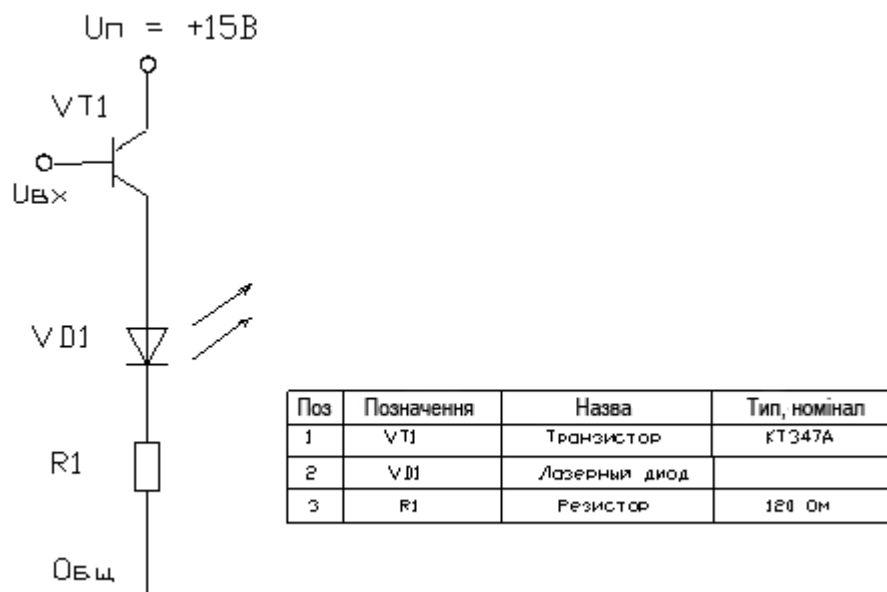 Uп = +15В
VT1
Uвх
VD1
R1
Общ
Поз Позначення Назва Тип, номінал
1 VT1 Транзистор КТ347А
2 VD1 Лазерный диод
3 R1 Резистор 120 Ом